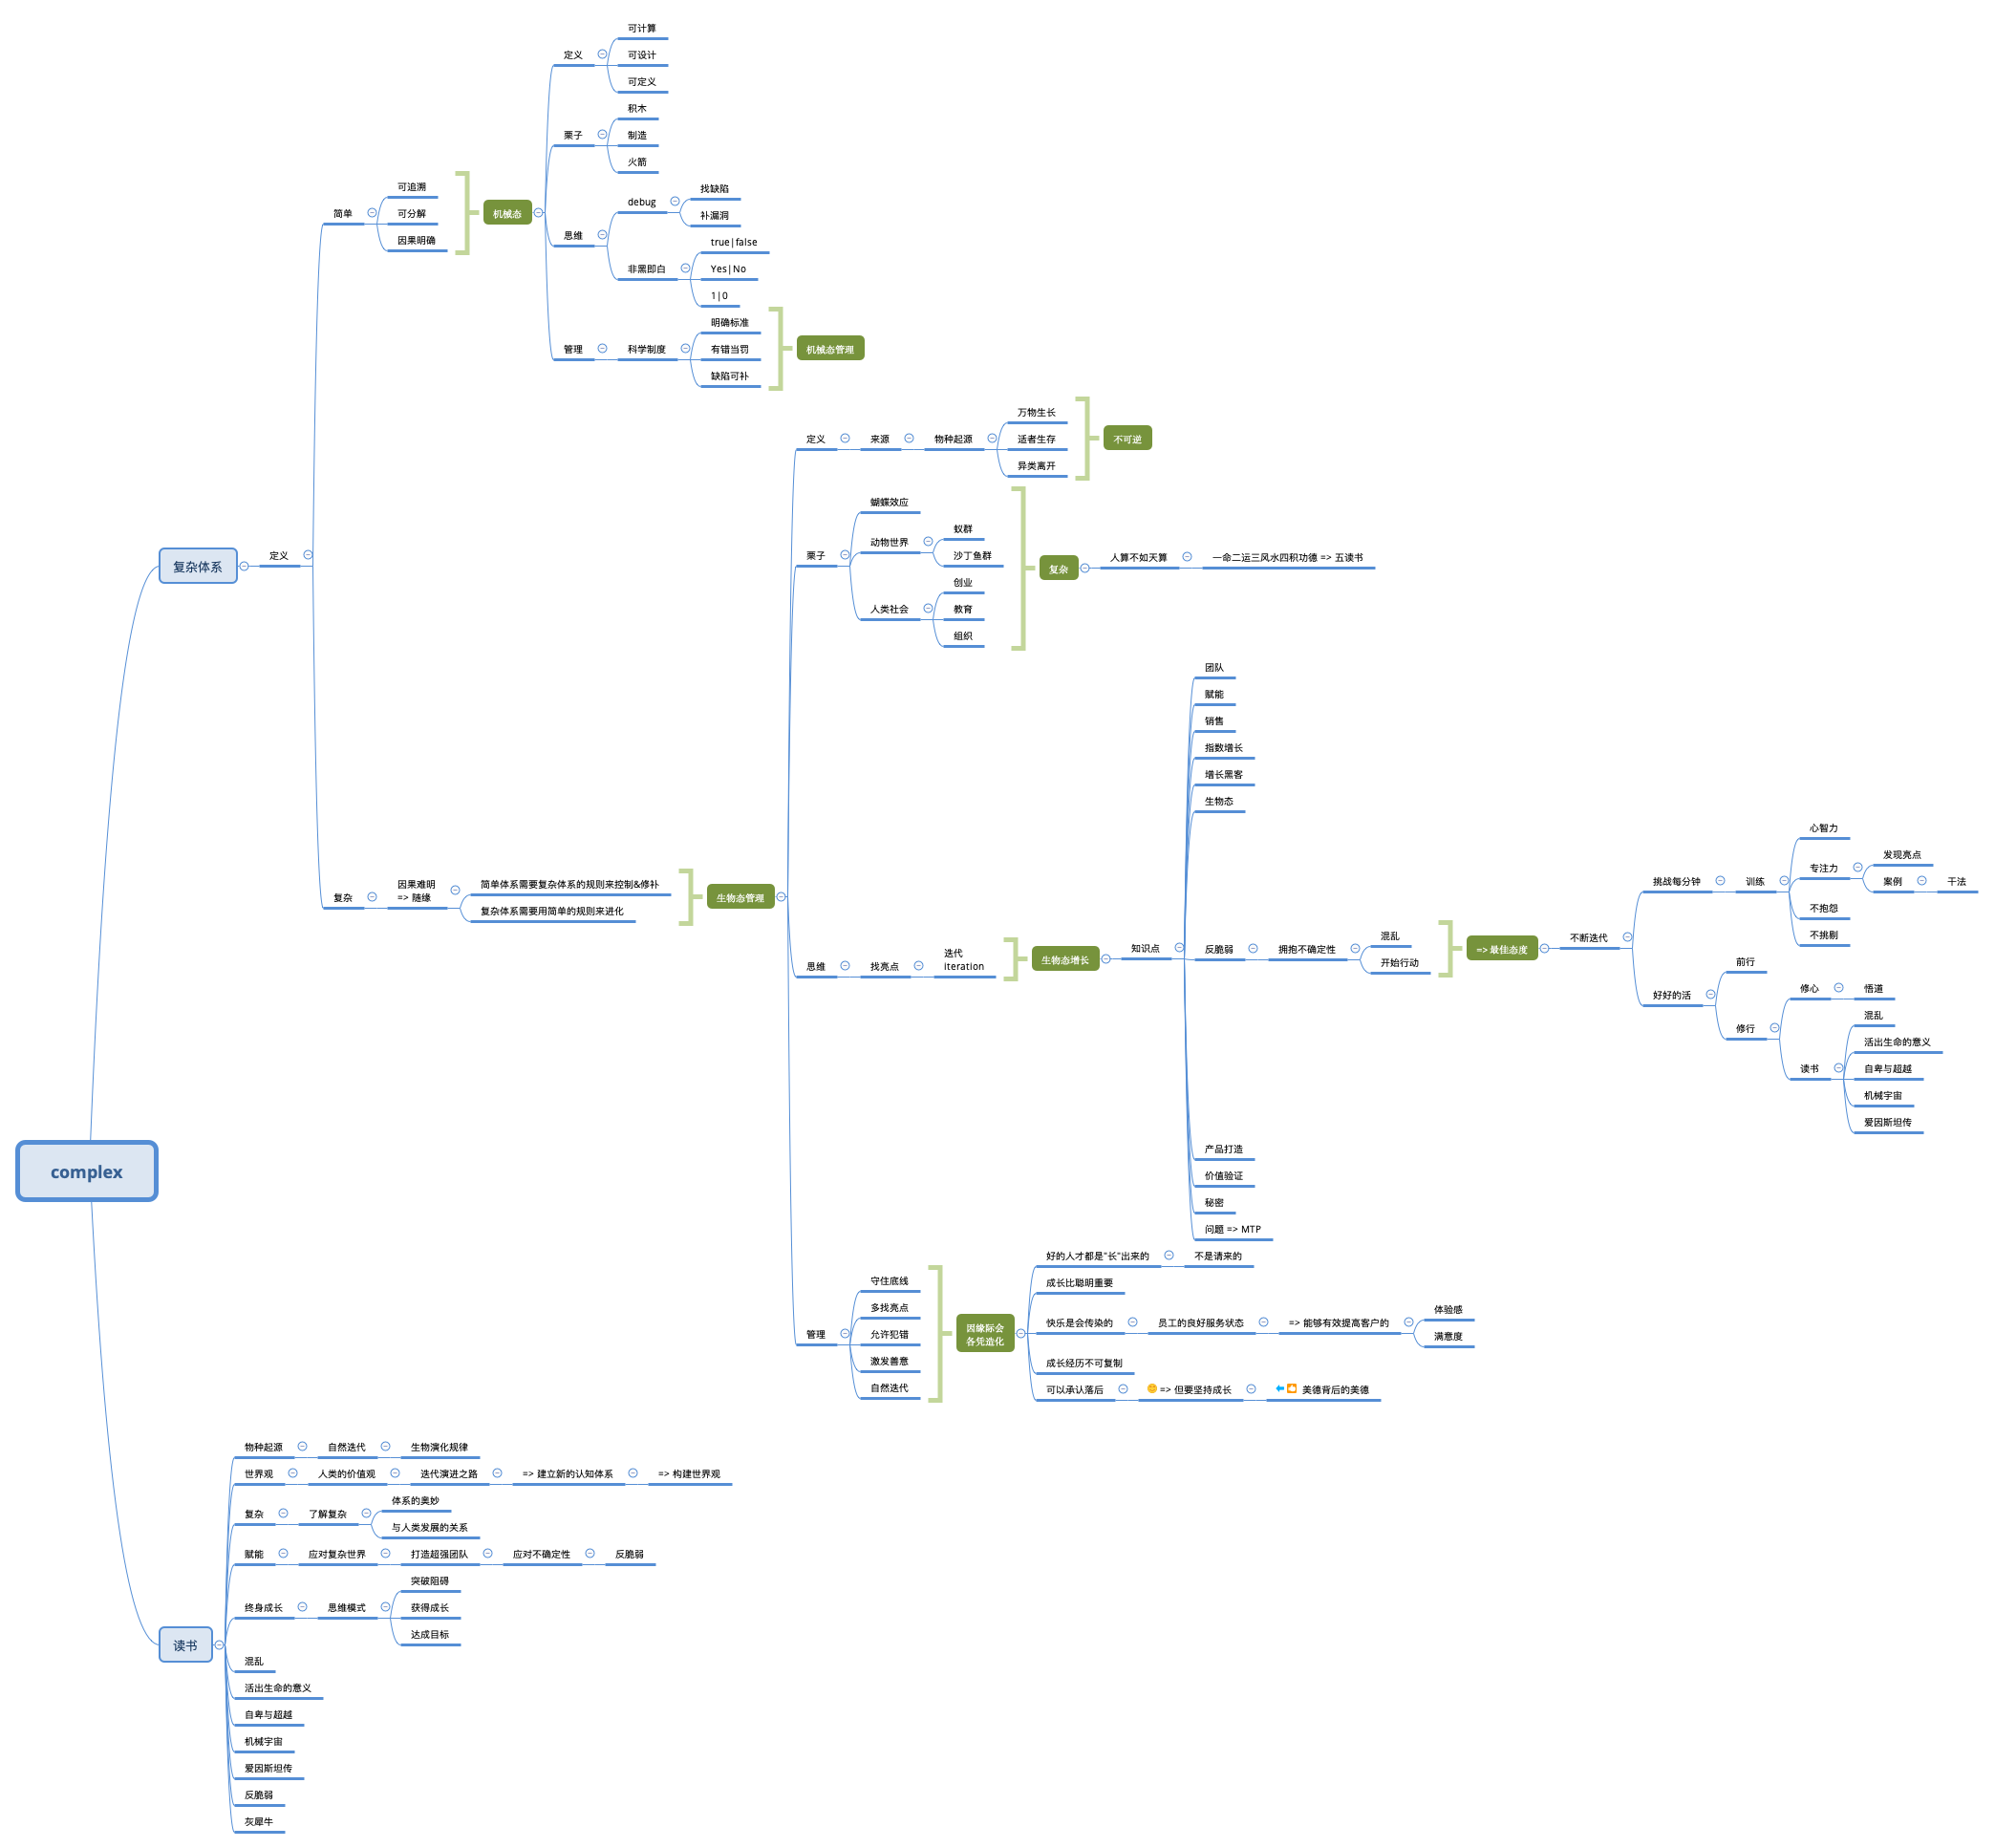 complex
复杂体系
定义
简单
可追溯
可分解
因果明确
机械态
定义
可计算
可设计
可定义
栗子
积木
制造
火箭
思维
debug
找缺陷
补漏洞
非黑即白
true|false
Yes|No
1|0
管理
科学制度
明确标准
有错当罚
缺陷可补
机械态管理
复杂
因果难明
=> 随缘
简单体系需要复杂体系的规则来控制&修补
复杂体系需要用简单的规则来进化
生物态管理
定义
来源
物种起源
万物生长
适者生存
异类离开
不可逆
栗子
蝴蝶效应
动物世界
蚁群
沙丁鱼群
人类社会
创业
教育
组织
复杂
人算不如天算
一命二运三风水四积功德 => 五读书
思维
找亮点
迭代
iteration
生物态增长
知识点
团队
赋能
销售
指数增长
增长黑客
生物态
反脆弱
拥抱不确定性
混乱
开始行动
=> 最佳态度
不断迭代
挑战每分钟
训练
心智力
专注力
发现亮点
案例
干法
不抱怨
不挑剔
好好的活
前行
修行
修心
悟道
读书
混乱
活出生命的意义
自卑与超越
机械宇宙
爱因斯坦传
产品打造
价值验证
秘密
问题 => MTP
管理
守住底线
多找亮点
允许犯错
激发善意
自然迭代
因缘际会
各凭造化
好的人才都是"长"出来的
不是请来的
成长比聪明重要
快乐是会传染的
员工的良好服务状态
=> 能够有效提高客户的
体验感
满意度
成长经历不可复制
可以承认落后
=> 但要坚持成长
美德背后的美德
读书
物种起源
自然迭代
生物演化规律
世界观
人类的价值观
迭代演进之路
=> 建立新的认知体系
=> 构建世界观
复杂
了解复杂
体系的奥妙
与人类发展的关系
赋能
应对复杂世界
打造超强团队
应对不确定性
反脆弱
终身成长
思维模式
突破阻碍
获得成长
达成目标
混乱
活出生命的意义
自卑与超越
机械宇宙
爱因斯坦传
反脆弱
灰犀牛